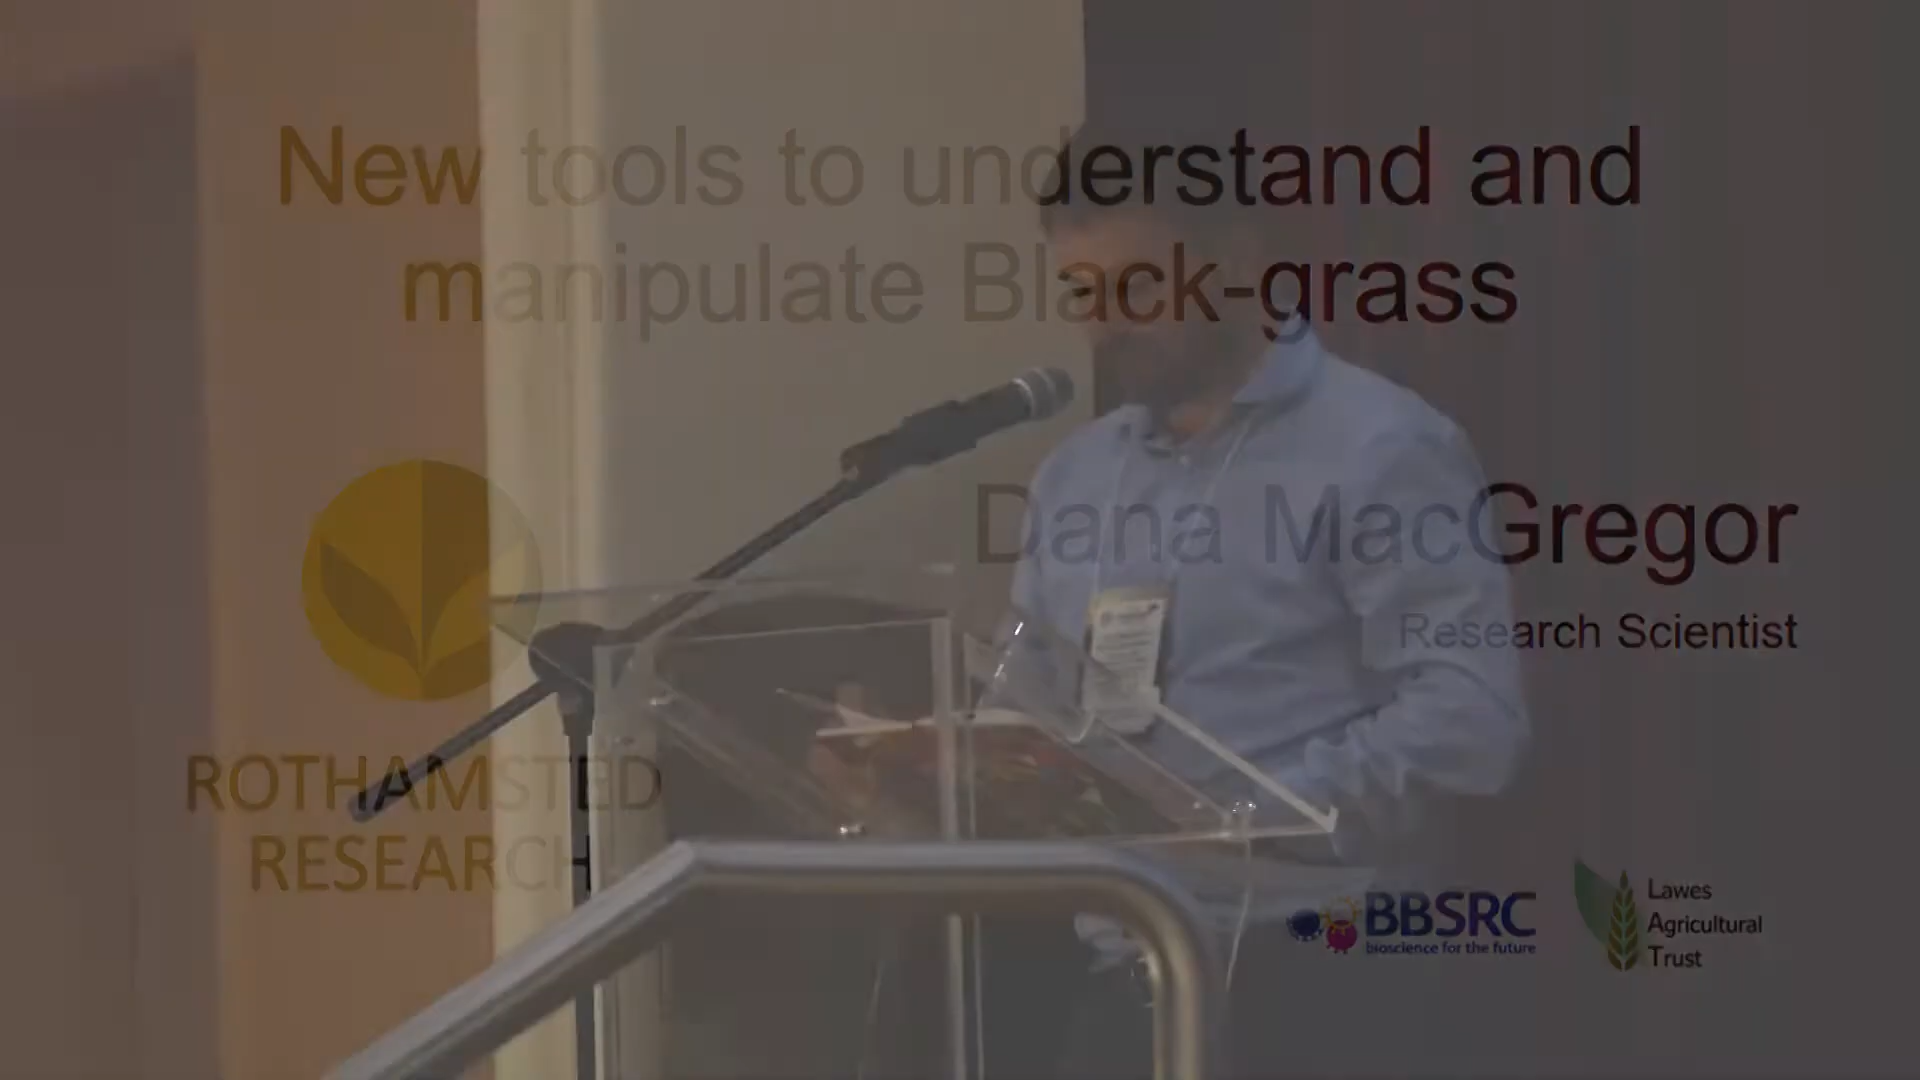 New tools to understand and
manipulate Black-grass
Dana MacGregor
Research Scientist
ROTHAMSTED
RESEARCH
BBSRC
bioscience for the future
Lawes
Agricultural
Trust